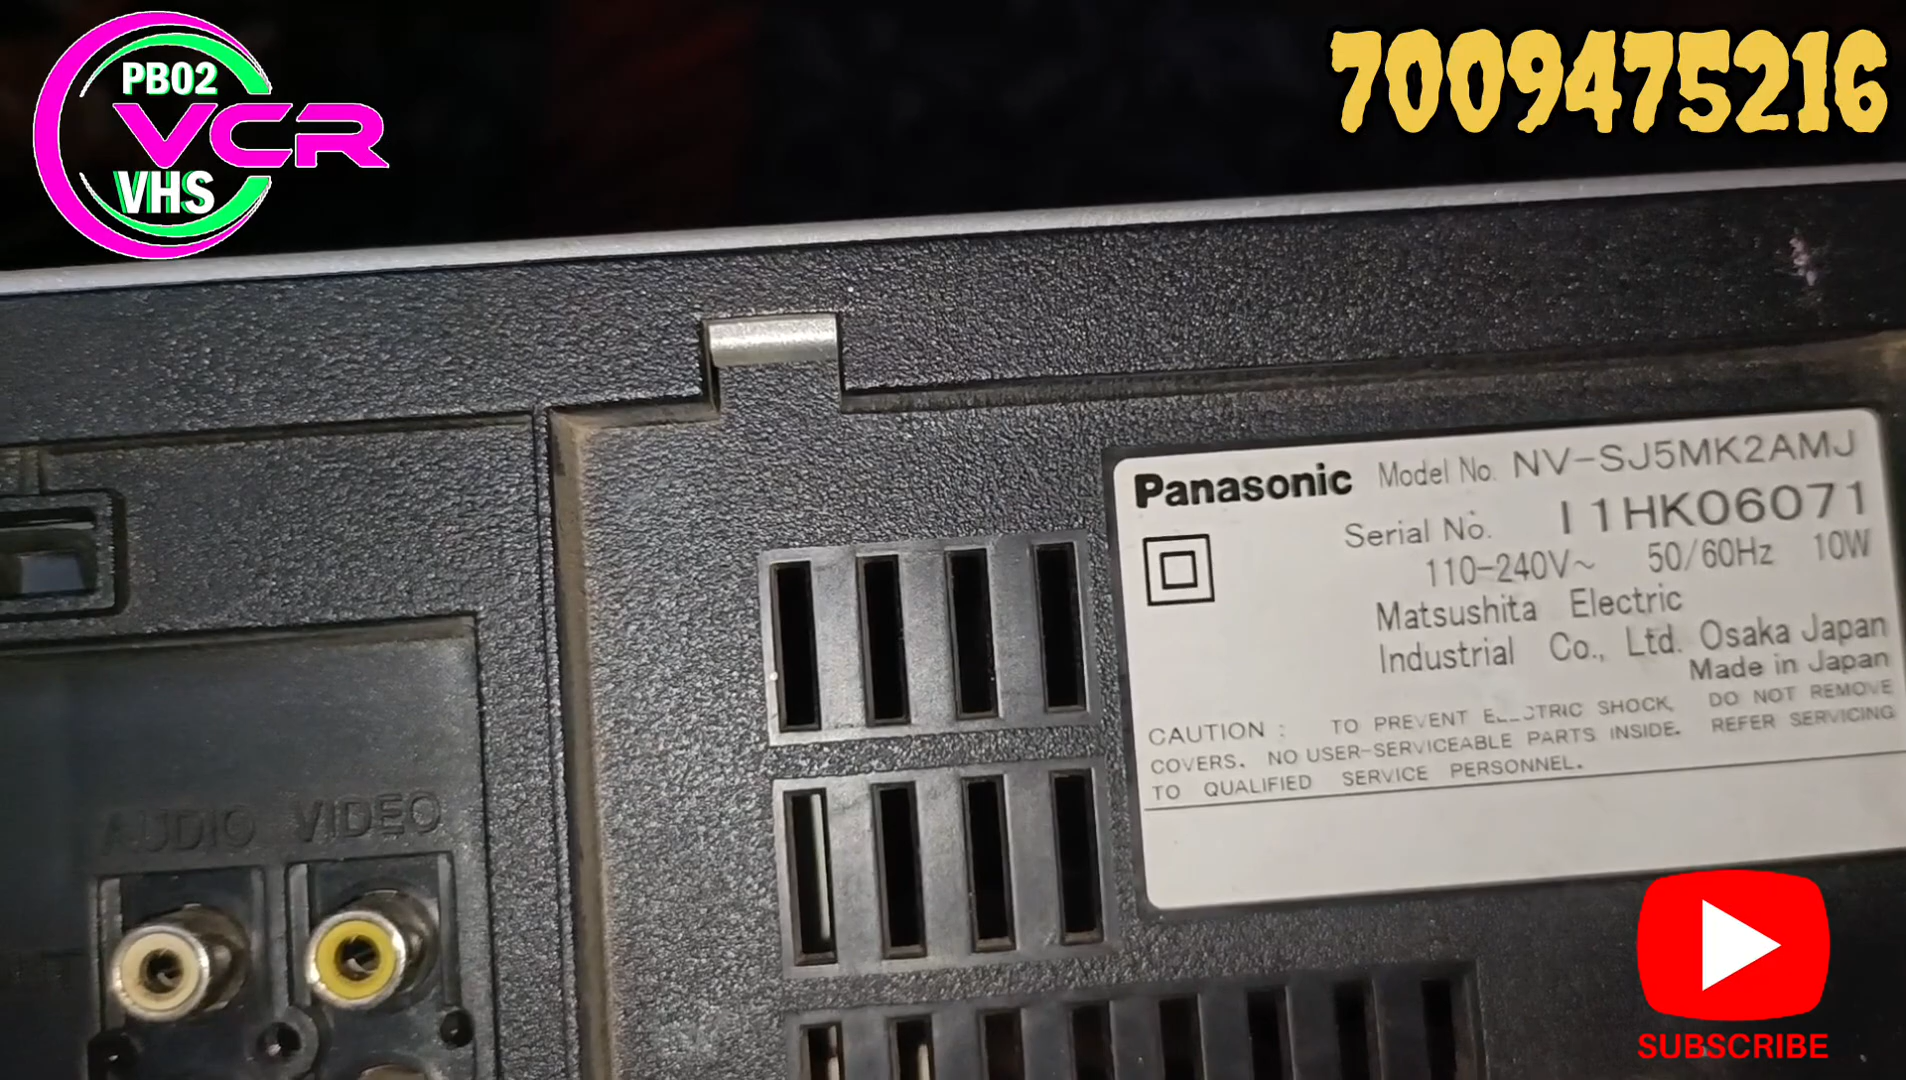 PB02
VCR
VHS
7009475216
Panasonic Model No. NV-SJ5MK2AMJ
Serial No. I1HK06071
110-240V~ 50/60Hz 10W
Matsushita Electric
Industrial Co., Ltd. Osaka Japan
Made in Japan
CAUTION : TO PREVENT ELECTRIC SHOCK, DO NOT REMOVE
COVERS. NO USER-SERVICEABLE PARTS INSIDE. REFER SERVICING
TO QUALIFIED SERVICE PERSONNEL.
AUDIO VIDEO
SUBSCRIBE